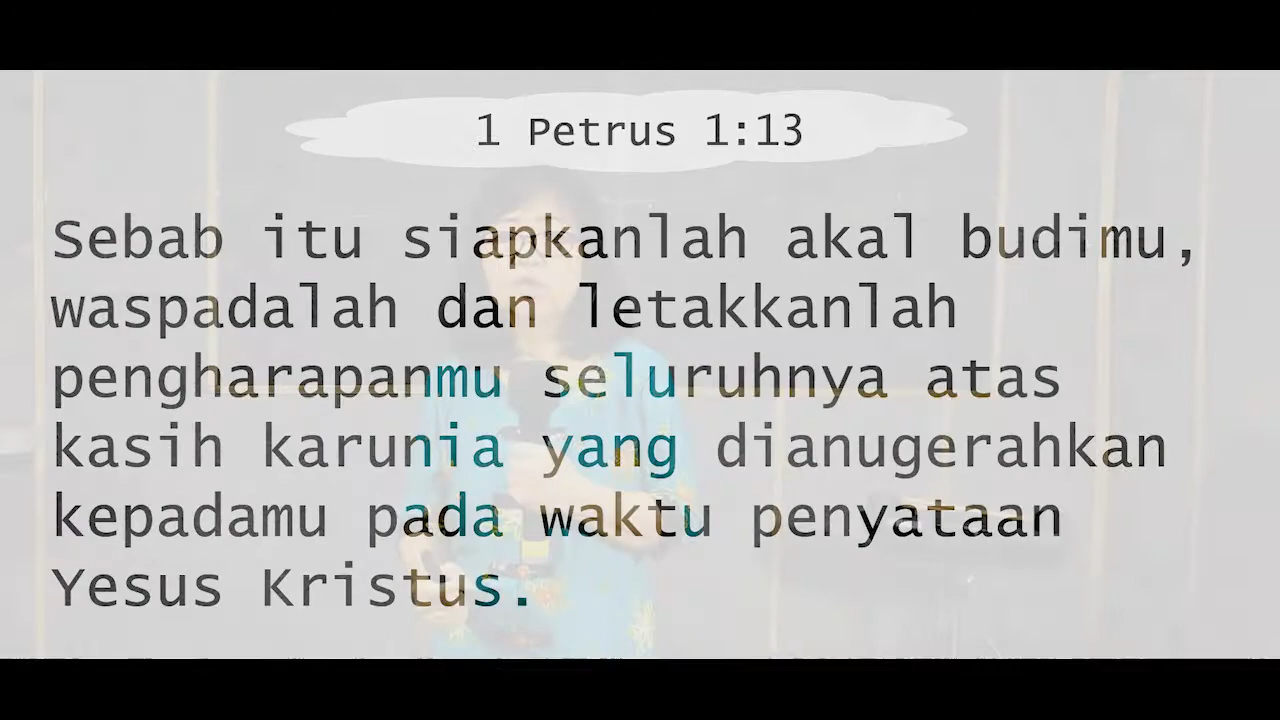 1 Petrus 1:13
Sebab itu siapkanlah akal budimu,
waspadalah dan letakkanlah
pengharapanmu seluruhnya atas
kasih karunia yang dianugerahkan
kepadamu pada waktu penyataan
Yesus Kristus.